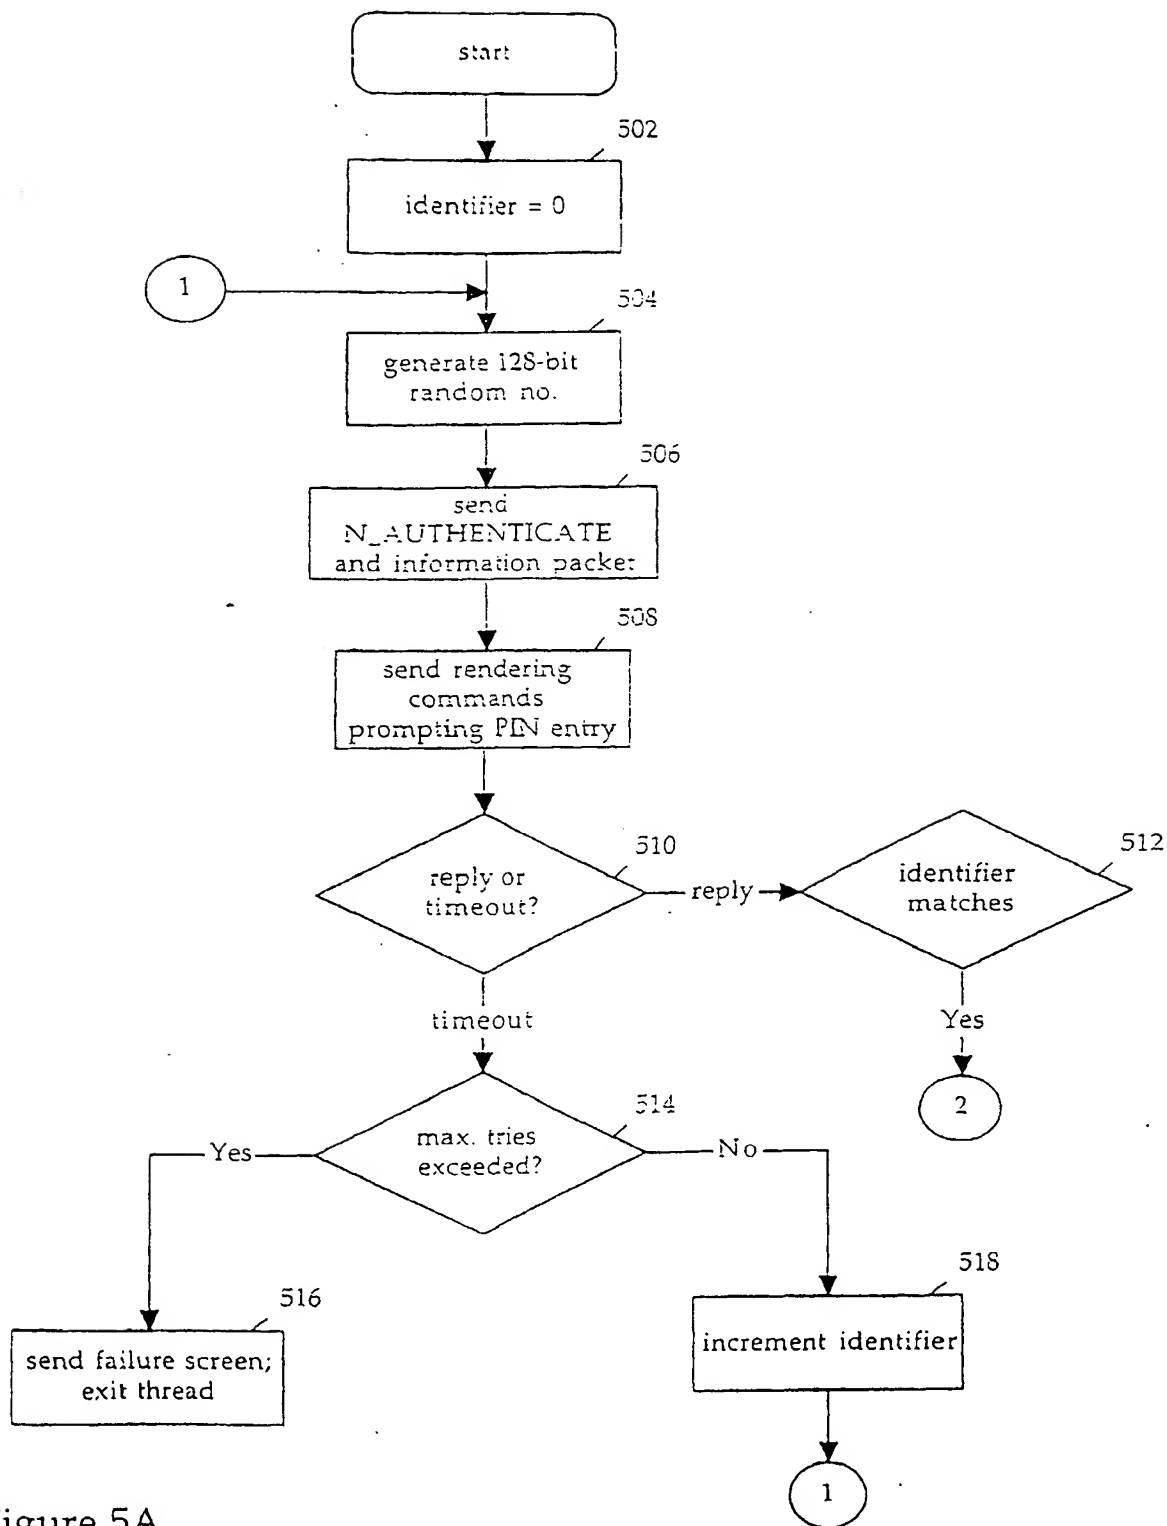 start
502
identifier = 0
1
504
generate 128-bit
random no.
506
send
N_AUTHENTICATE
and information packet
508
send rendering
commands
prompting PIN entry
510
reply or
timeout?
reply
512
identifier
matches
timeout
Yes
2
514
max. tries
exceeded?
Yes
No
516
send failure screen;
exit thread
518
increment identifier
1
igure 5A